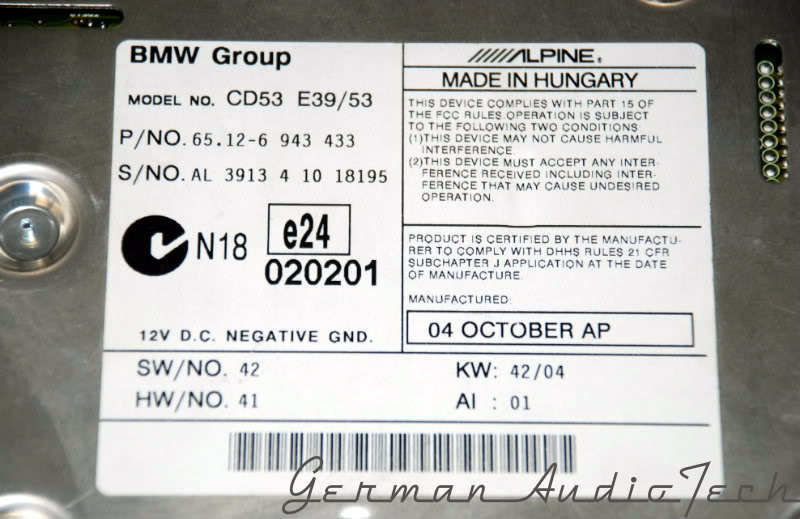 BMW Group
MODEL NO. CD53 E39/53
P/NO. 65.12-6 943 433
S/NO. AL 3913 4 10 18195
N18 e24
020201
12V D.C. NEGATIVE GND.
ALPINE®
MADE IN HUNGARY
THIS DEVICE COMPLIES WITH PART 15 OF
THE FCC RULES OPERATION IS SUBJECT
TO THE FOLLOWING TWO CONDITIONS:
(1)THIS DEVICE MAY NOT CAUSE HARMFUL
INTERFERENCE.
(2)THIS DEVICE MUST ACCEPT ANY INTER-
FERENCE RECEIVED INCLUDING INTER-
FERENCE THAT MAY CAUSE UNDESIRED
OPERATION.
PRODUCT IS CERTIFIED BY THE MANUFACTU-
RER TO COMPLY WITH DHHS RULES 21 CFR
SUBCHAPTER J APPLICATION AT THE DATE
OF MANUFACTURE.
MANUFACTURED:
04 OCTOBER AP
SW/NO. 42 KW: 42/04
HW/NO. 41 AI : 01
German AudioTech